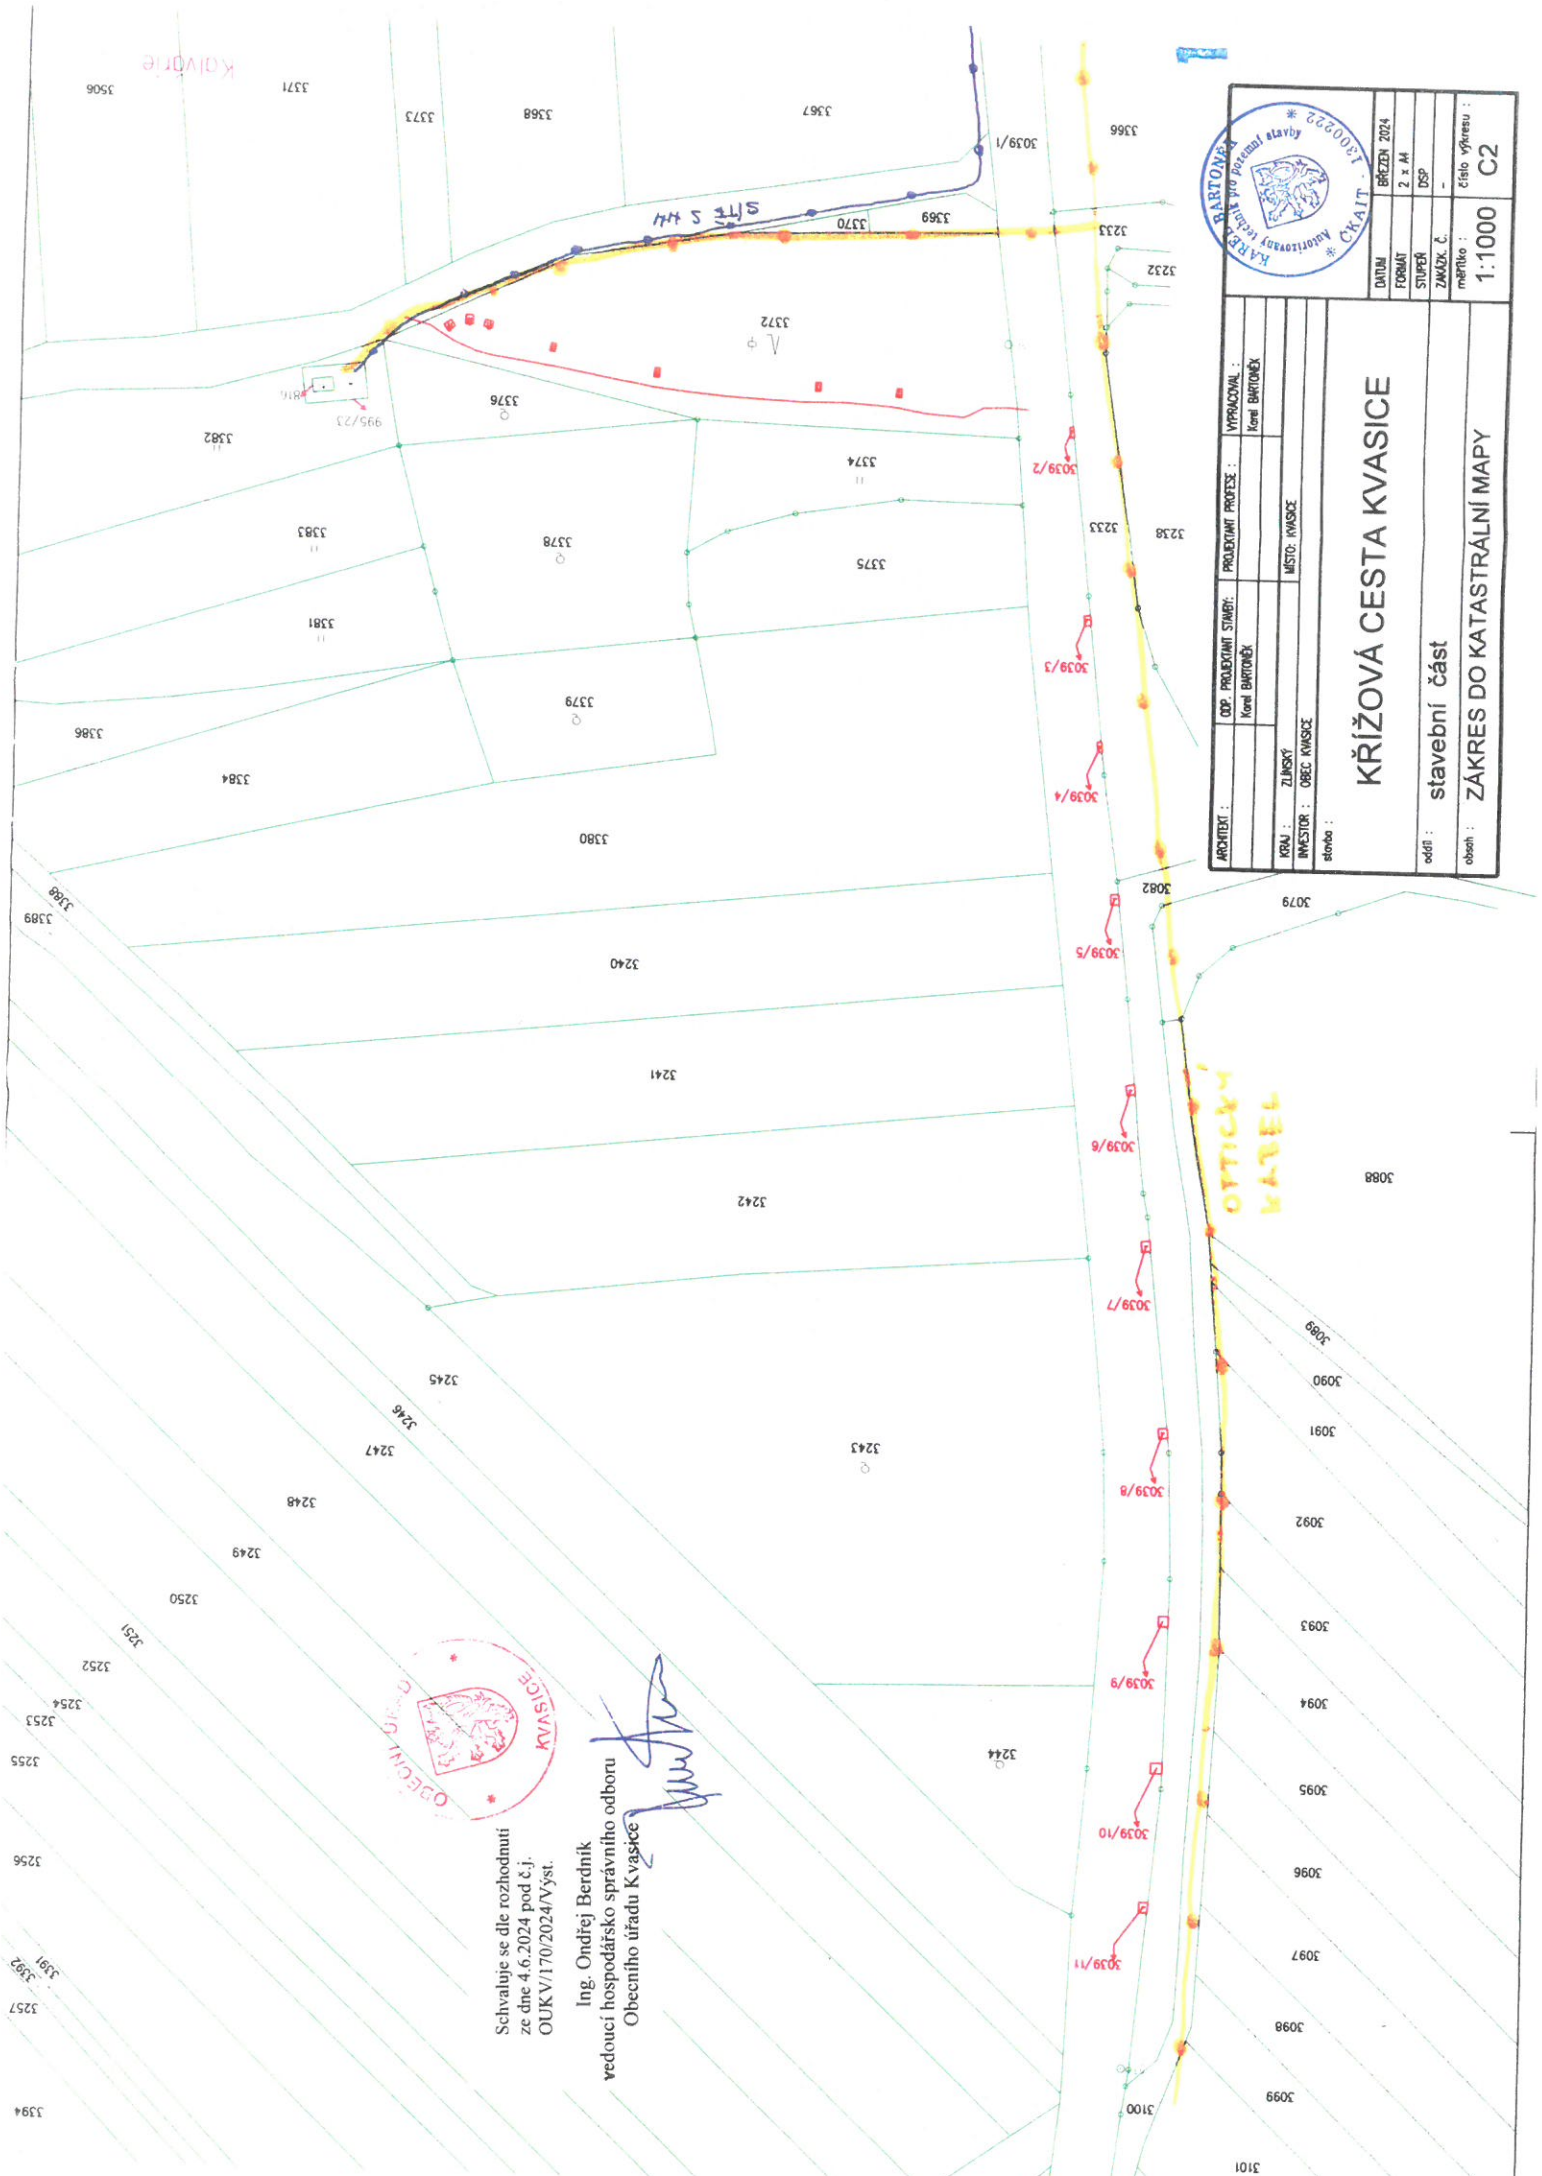 Kalvárie
3506
3371
3373
3368
3367
3039/1
3366
3370
3369
3233
3232
3372
816
995/23
3376
3382
3374
3039/2
3383
3378
3375
3233
3238
3381
3039/3
3379
3386
3384
3039/4
3380
3388
3389
3082
3079
3240
3039/5
3241
3039/6
3242
3088
3039/7
3089
3245
3090
3246
3247
3243
3091
3248
3039/8
3092
3249
3250
3251
3093
3252
3254
3253
3039/9
3094
3255
3244
3095
3256
3039/10
3096
3391
3392
3039/11
3097
3257
3098
3099
3394
3100
3101
OPTICKÝ
KABEL
KAREL BARTONĚK
Autorizovaný technik pro pozemní stavby
* ČKAIT · 1300222 *
ARCHITEKT :
ODP. PROJEKTANT STAVBY:
PROJEKTANT PROFESE :
VYPRACOVAL :
Karel BARTONĚK
Karel BARTONĚK
KRAJ : ZLÍNSKÝ
MÍSTO: KVASICE
INVESTOR : OBEC KVASICE
stavba :
KŘÍŽOVÁ CESTA KVASICE
oddíl : stavební část
obsah : ZÁKRES DO KATASTRÁLNÍ MAPY
DATUM BŘEZEN 2024
FORMÁT 2 x A4
STUPEŇ DSP
ZAKÁZK. Č. -
měřítko : 1:1000
číslo výkresu : C2
OBECNÍ ÚŘAD
KVASICE
Schvaluje se dle rozhodnutí
ze dne 4.6.2024 pod č.j.
OUKV/170/2024/Výst.
Ing. Ondřej Berdník
vedoucí hospodářsko správního odboru
Obecního úřadu Kvasice